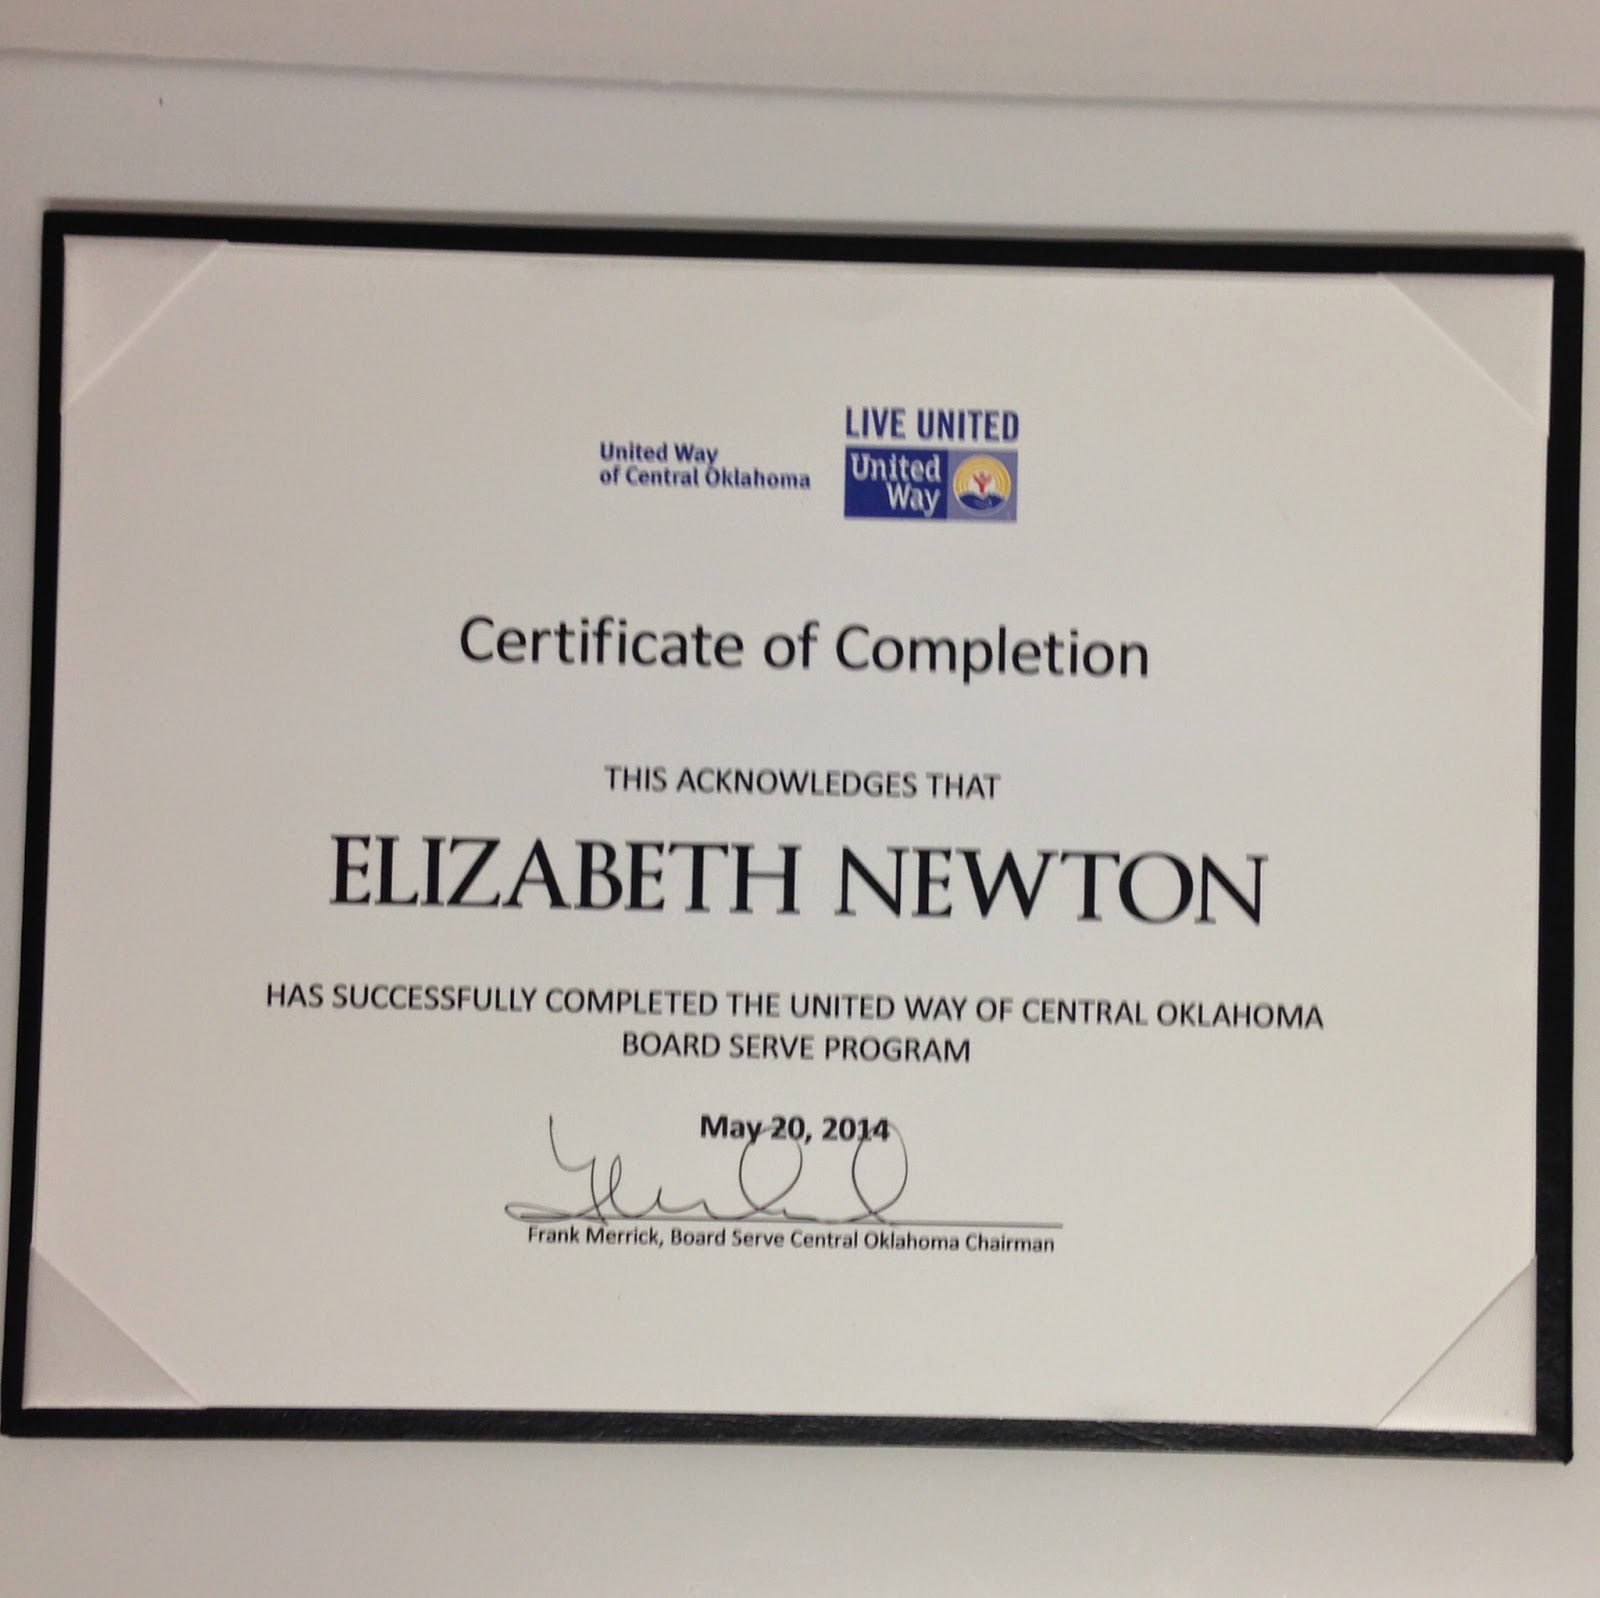 United Way
of Central Oklahoma
LIVE UNITED
United
Way
Certificate of Completion
THIS ACKNOWLEDGES THAT
ELIZABETH NEWTON
HAS SUCCESSFULLY COMPLETED THE UNITED WAY OF CENTRAL OKLAHOMA
BOARD SERVE PROGRAM
May 20, 2014
Frank Merrick, Board Serve Central Oklahoma Chairman